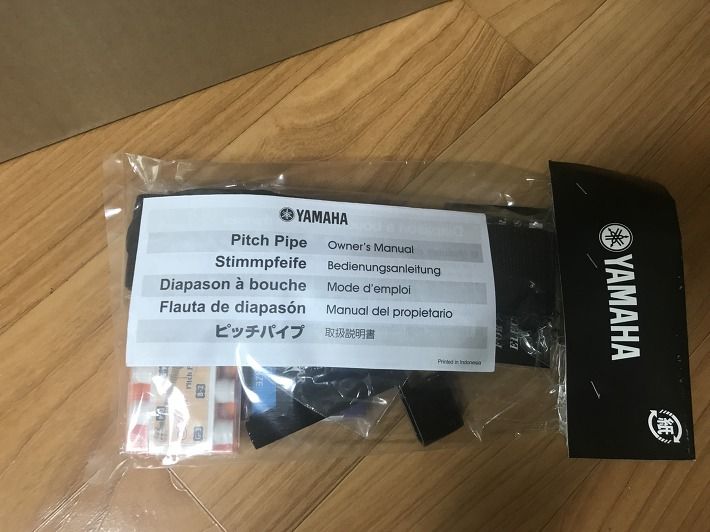 YAMAHA
Pitch Pipe Owner's Manual
Stimmpfeife Bedienungsanleitung
Diapason à bouche Mode d'emploi
Flauta de diapasón Manual del propietario
ピッチパイプ 取扱説明書
Printed in Indonesia
YAMAHA
紙